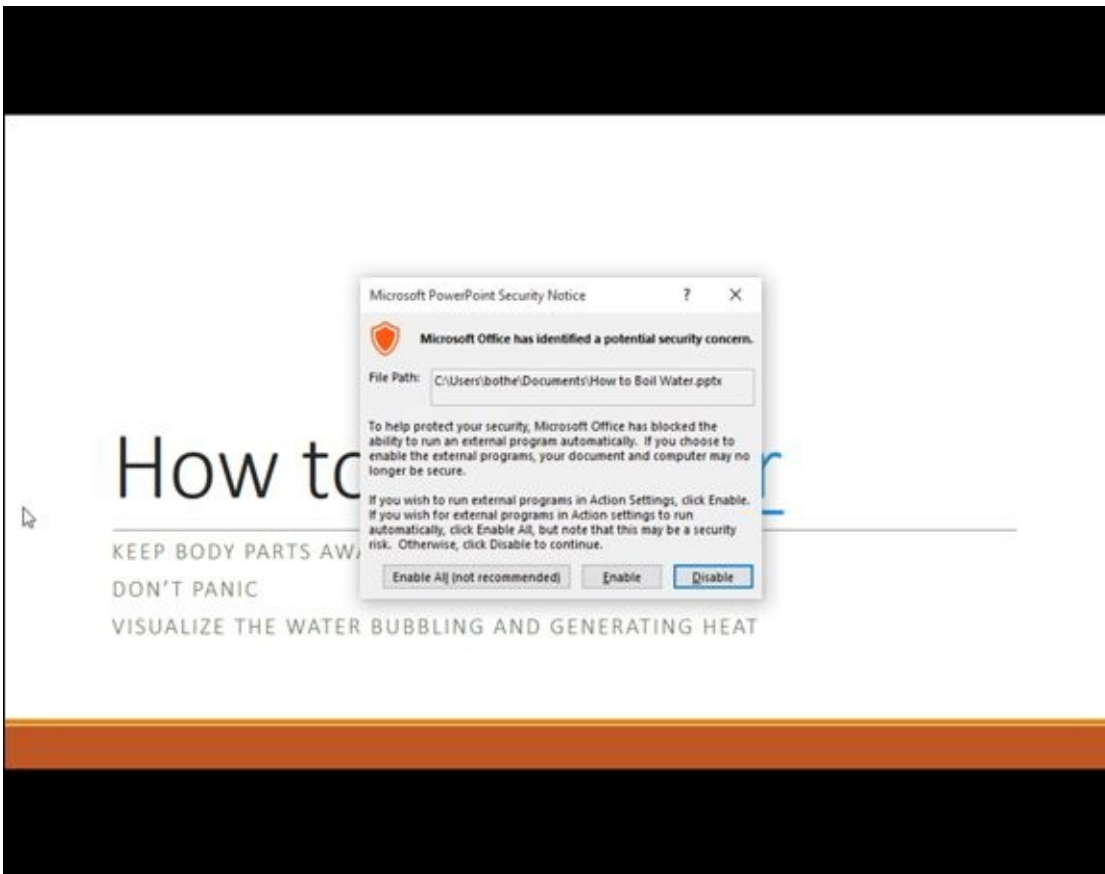 Microsoft PowerPoint Security Notice ? ×
Microsoft Office has identified a potential security concern.
File Path: C:\Users\bothe\Documents\How to Boil Water.pptx
To help protect your security, Microsoft Office has blocked the
ability to run an external program automatically. If you choose to
enable the external programs, your document and computer may no
longer be secure.
If you wish to run external programs in Action Settings, click Enable.
If you wish for external programs in Action settings to run
automatically, click Enable All, but note that this may be a security
risk. Otherwise, click Disable to continue.
Enable All (not recommended) Enable Disable
How to
KEEP BODY PARTS
DON'T PANIC
VISUALIZE THE WATER BUBBLING AND GENERATING HEAT